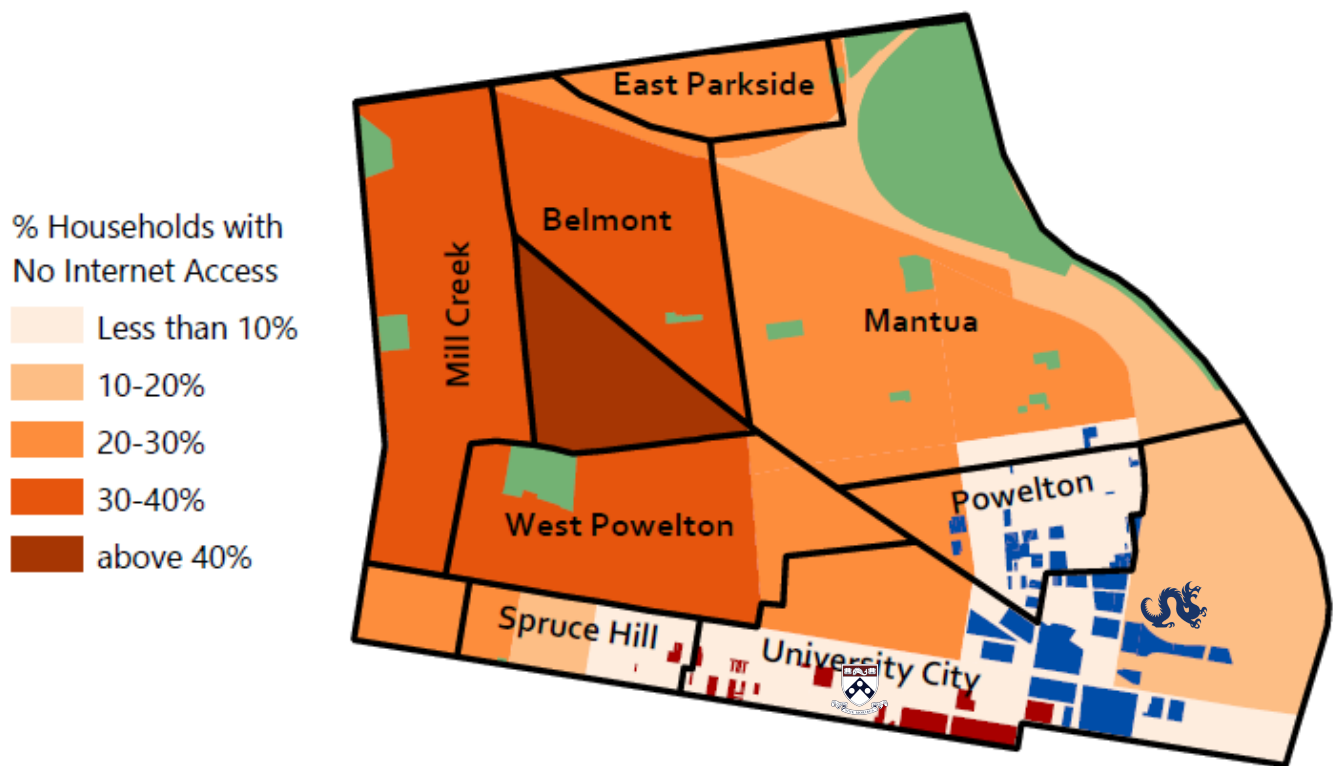 % Households with
No Internet Access
Less than 10%
10-20%
20-30%
30-40%
above 40%
East Parkside
Belmont
Mill Creek
Mantua
Powelton
West Powelton
Spruce Hill
University City